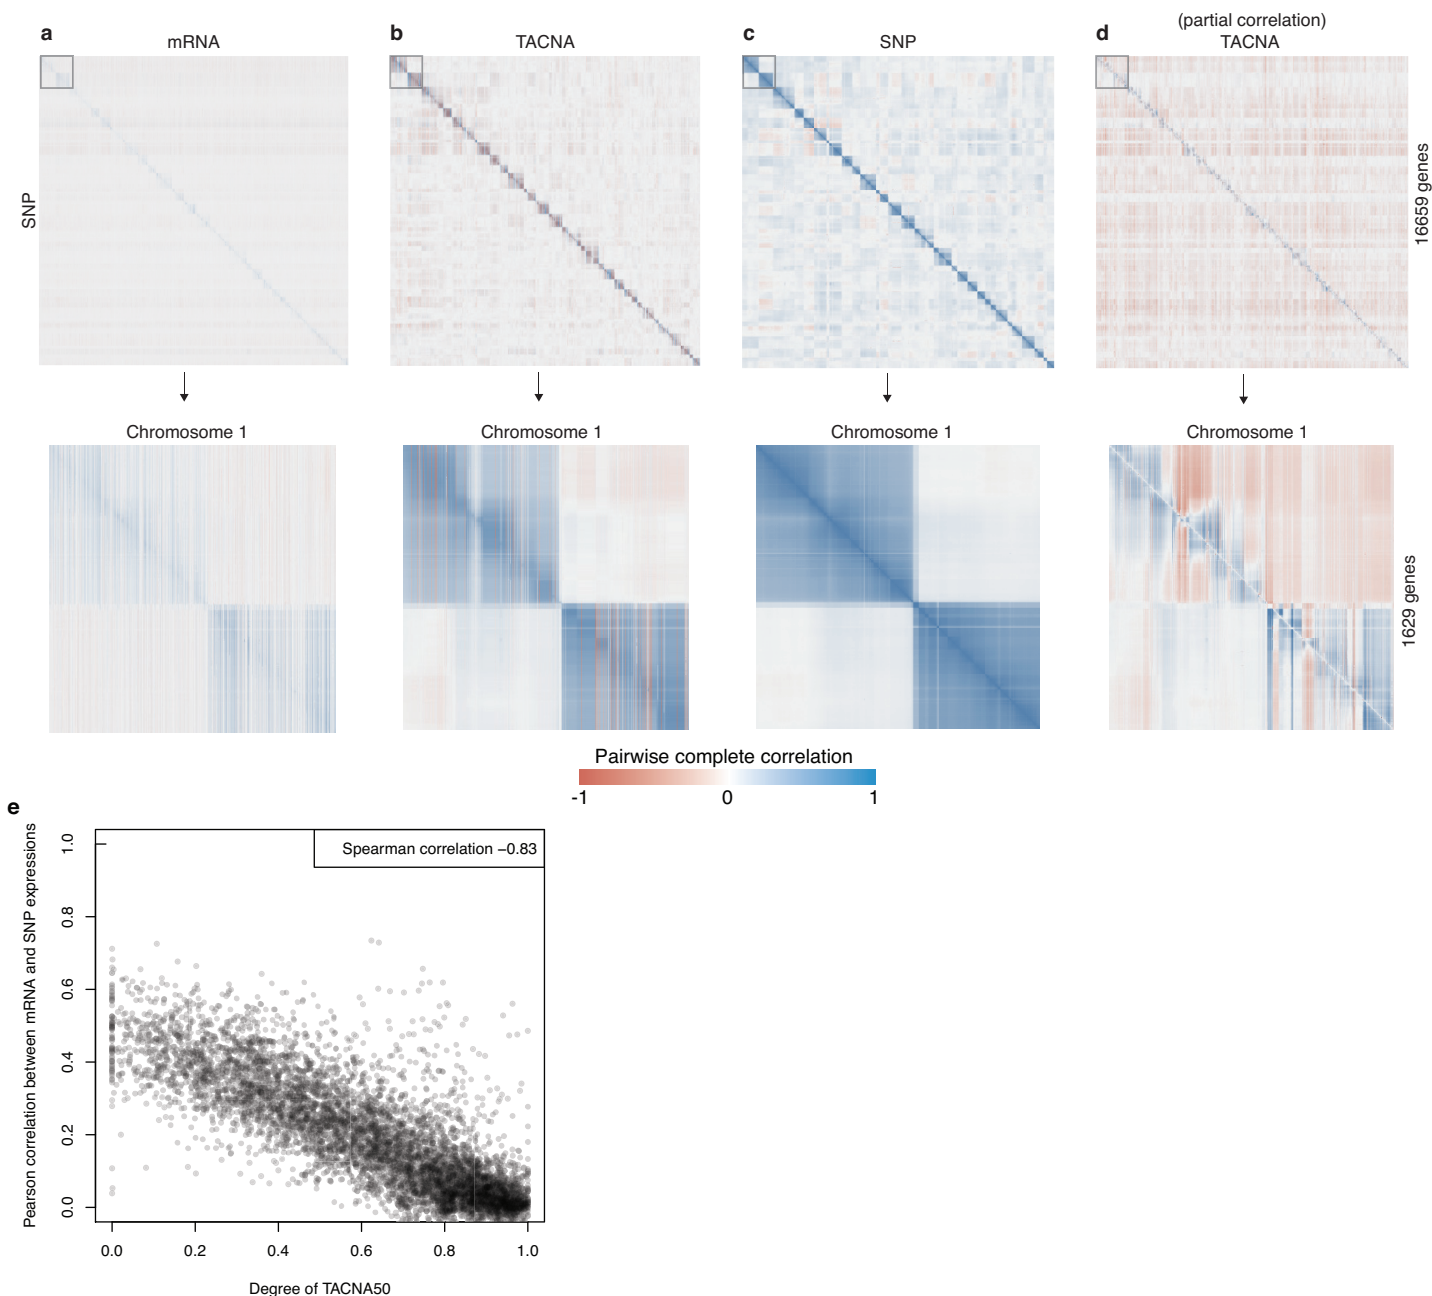 a
mRNA
b
TACNA
c
SNP
d
(partial correlation)
TACNA
SNP
16659 genes
Chromosome 1
Chromosome 1
Chromosome 1
Chromosome 1
1629 genes
Pairwise complete correlation
-1
0
1
e
Spearman correlation −0.83
Pearson correlation between mRNA and SNP expressions
1.0
0.8
0.6
0.4
0.2
0.0
0.0
0.2
0.4
0.6
0.8
1.0
Degree of TACNA50